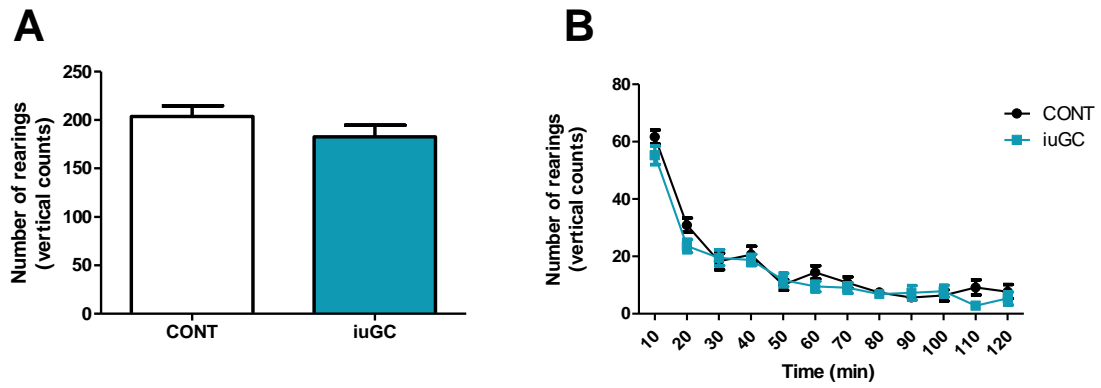 A
Number of rearings
(vertical counts)
250
200
150
100
50
0
CONT
iuGC
B
Number of rearings
(vertical counts)
80
60
40
20
0
10
20
30
40
50
60
70
80
90
100
110
120
Time (min)
CONT
iuGC